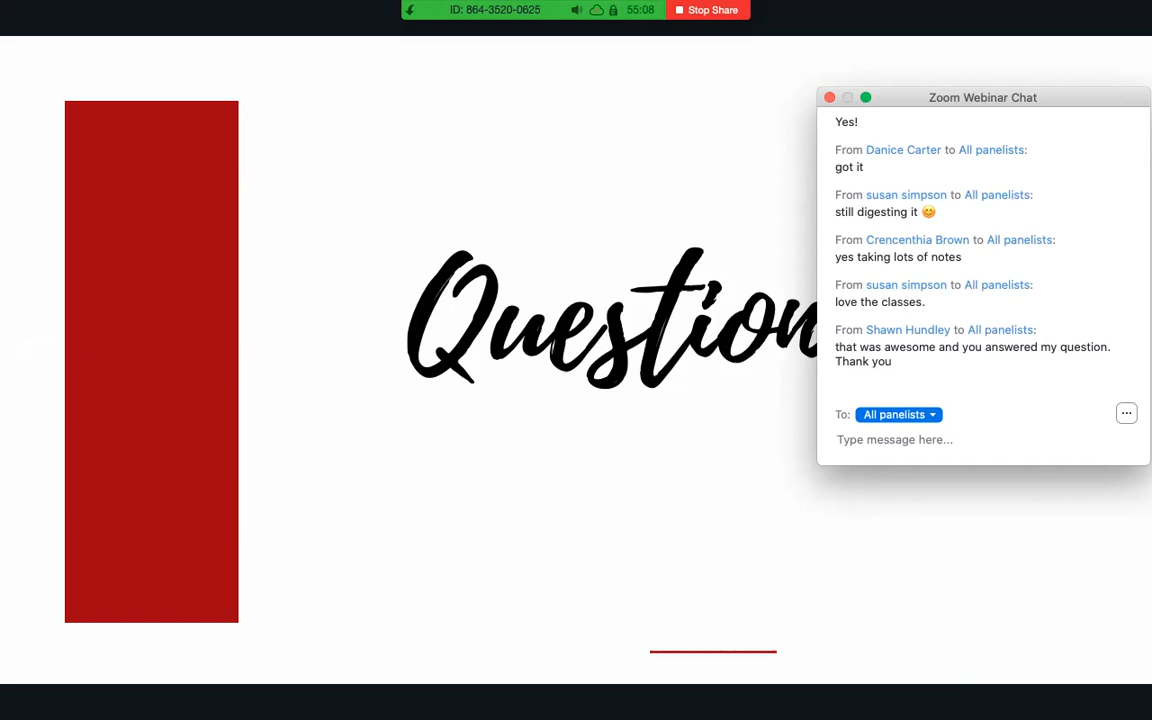 ID: 864-3520-0625 55:08 Stop Share
Zoom Webinar Chat
Yes!
From Danice Carter to All panelists:
got it
From susan simpson to All panelists:
still digesting it 😊
From Crencenthia Brown to All panelists:
yes taking lots of notes
From susan simpson to All panelists:
love the classes.
From Shawn Hundley to All panelists:
that was awesome and you answered my question.
Thank you
To: All panelists
Type message here...
Question